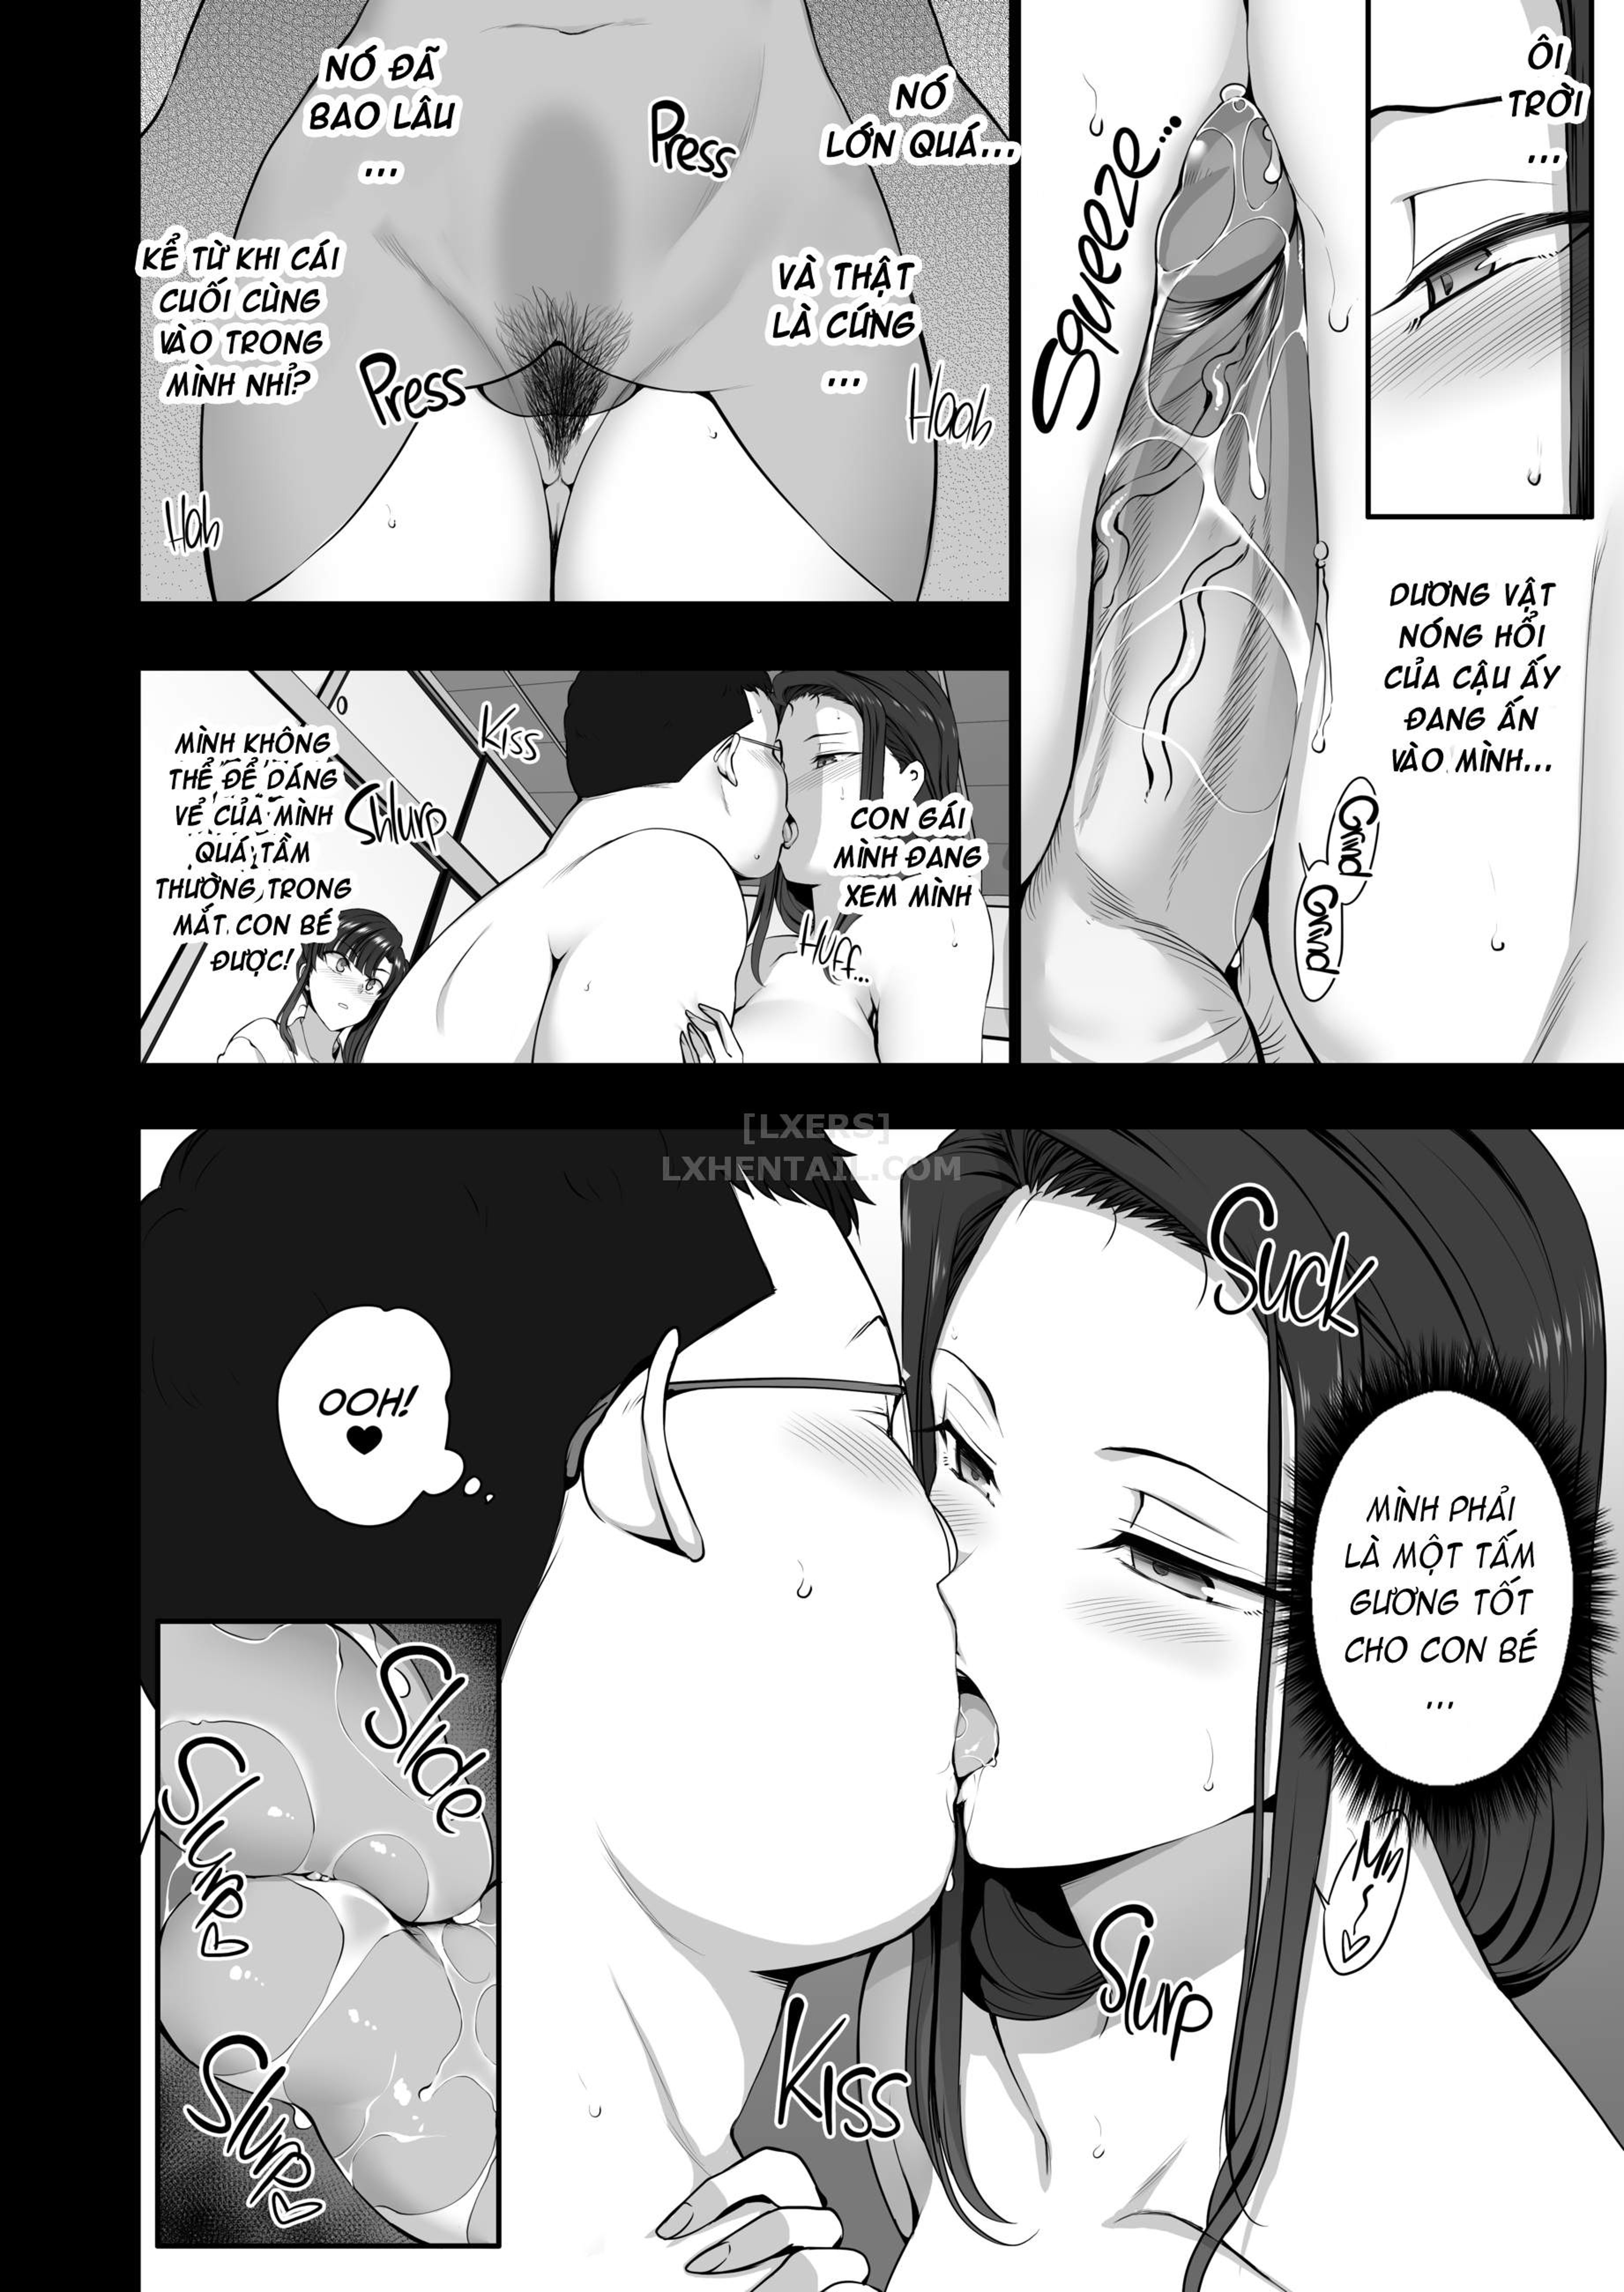 ÔI
TRỜI
...
SQUEEZE...
DƯƠNG VẬT
NÓNG HỔI
CỦA CẬU ẤY
ĐANG ẤN
VÀO MÌNH...
GRIND
GRIND
NÓ
LỚN QUÁ...
PRESS
VÀ THẬT
LÀ CỨNG
...
HAAH
NÓ ĐÃ
BAO LÂU
...
KỂ TỪ KHI CÁI
CUỐI CÙNG
VÀO TRONG
MÌNH NHỈ?
PRESS
HAH
CON GÁI
MÌNH ĐANG
XEM MÌNH
HUFF...
KISS
SHLURP
MÌNH KHÔNG
THỂ ĐỂ DÁNG
VẺ CỦA MÌNH
QUÁ TẦM
THƯỜNG TRONG
MẮT CON BÉ
ĐƯỢC!
[LXERS]
LXHENTAIL.COM
SUCK
MÌNH PHẢI
LÀ MỘT TẤM
GƯƠNG TỐT
CHO CON BÉ
...
MN~♡
SLURP
KISS
OOH!
♥
SLIDE
SLURP♡
SLURP♡